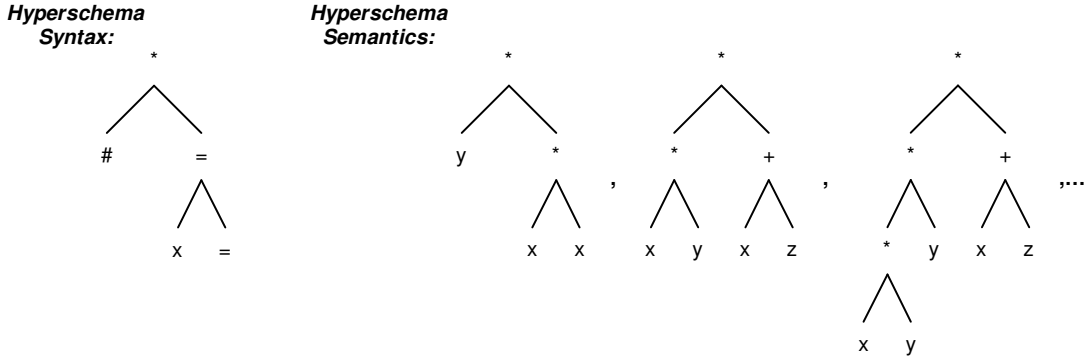 Hyperschema Syntax:
Hyperschema Semantics:
* * * *
# = y * * + * +
, , ,...
x = x x x y x z * y x z
x y